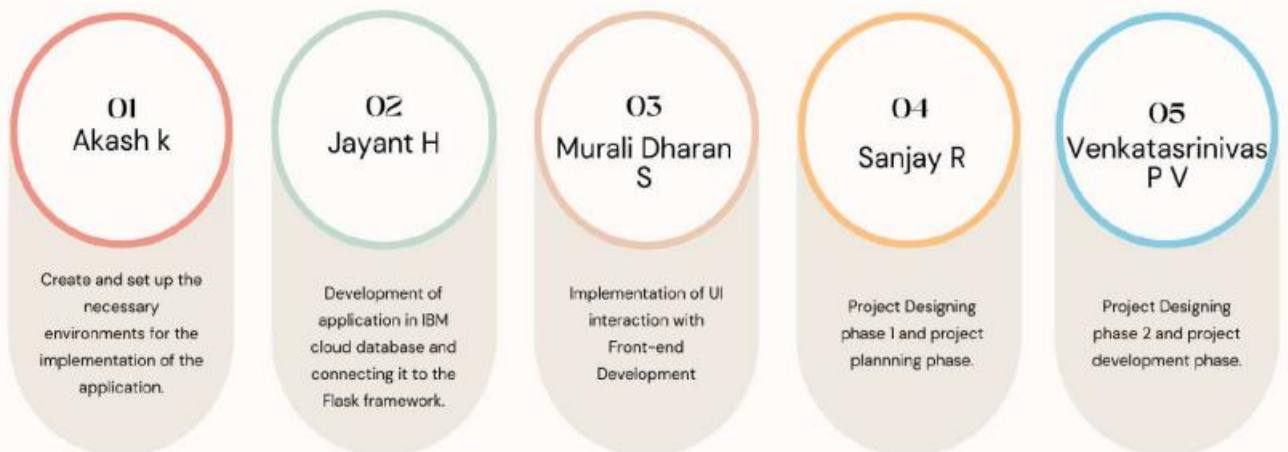 01
Akash k
Create and set up the
necessary
environments for the
implementation of the
application.
02
Jayant H
Development of
application in IBM
cloud database and
connecting it to the
Flask framework.
03
Murali Dharan
S
Implementation of UI
interaction with
Front-end
Development
04
Sanjay R
Project Designing
phase 1 and project
plannning phase.
05
Venkatasrinivas
P V
Project Designing
phase 2 and project
development phase.